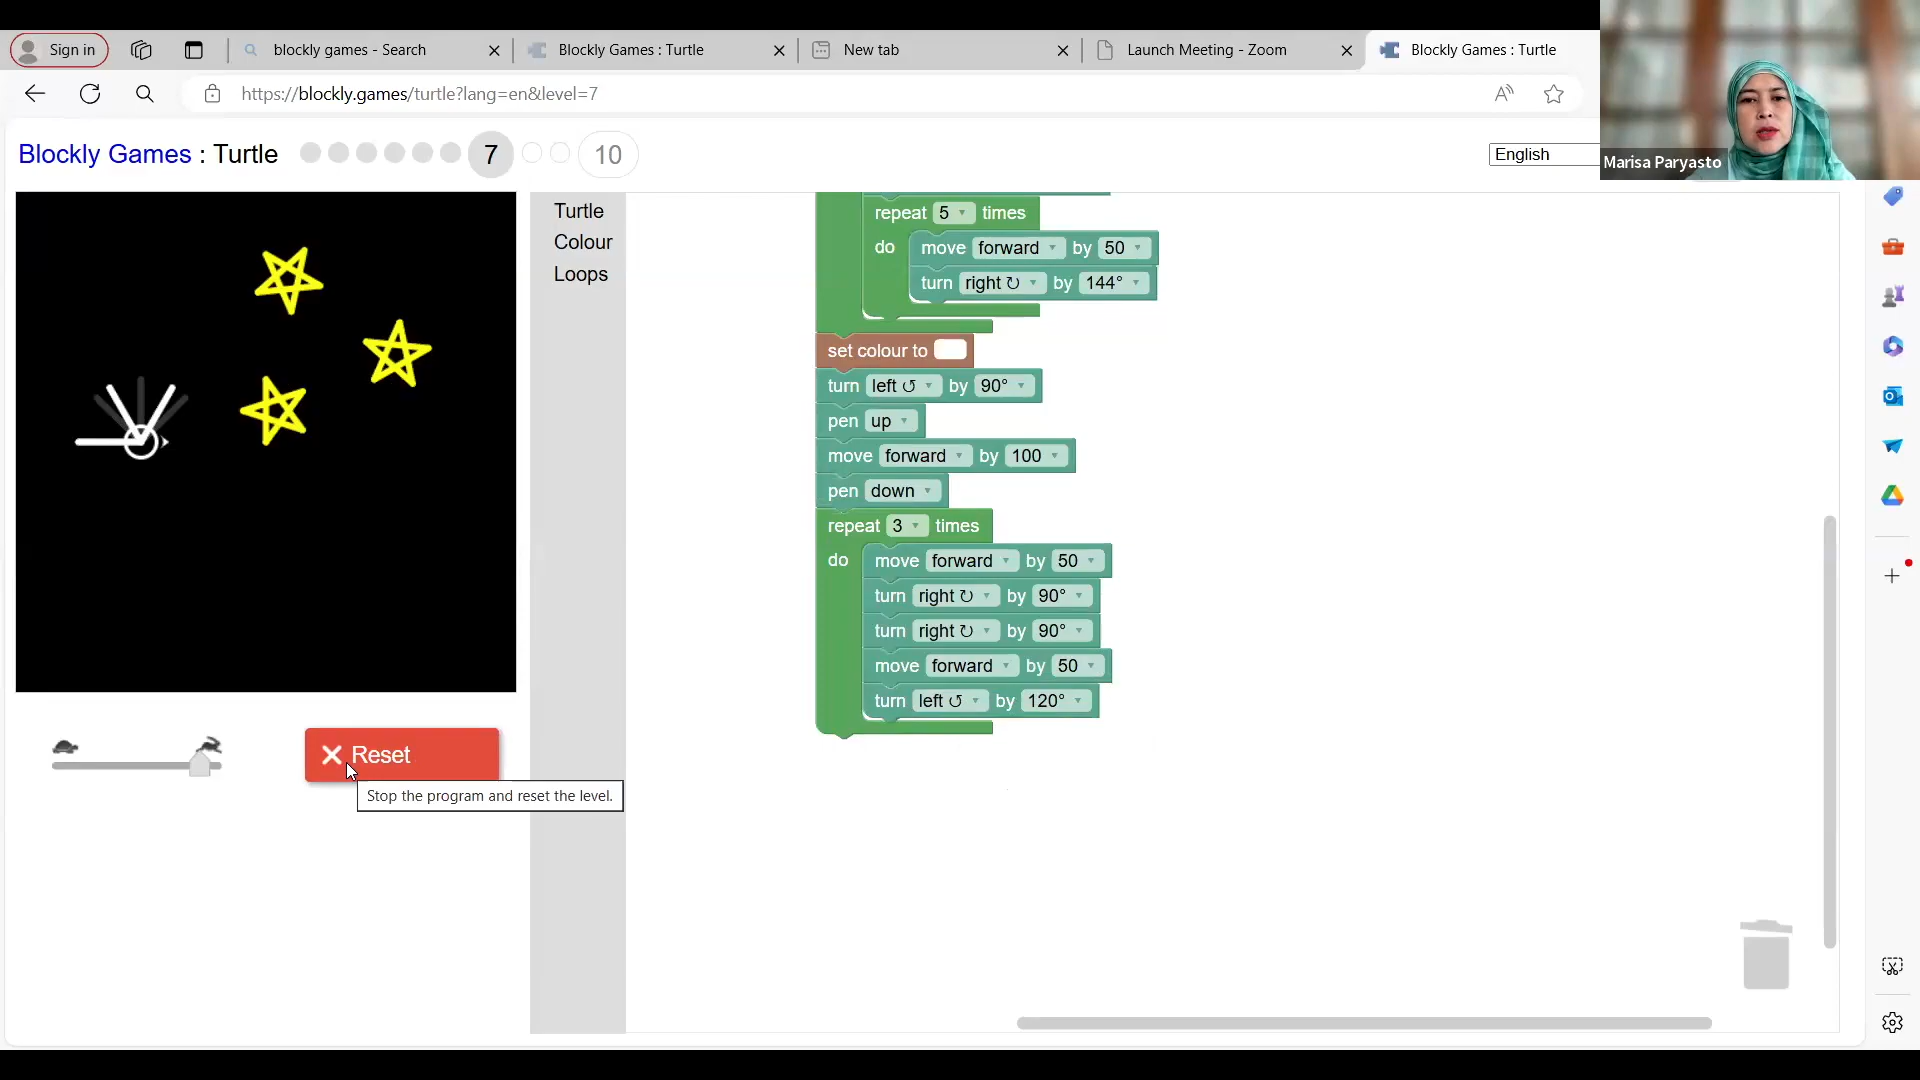 Sign in
blockly games - Search
Blockly Games : Turtle
New tab
Launch Meeting - Zoom
Blockly Games : Turtle
https://blockly.games/turtle?lang=en&level=7
Blockly Games : Turtle 7 10
English
Marisa Paryasto
Turtle
Colour
Loops
repeat 5 times
do move forward by 50
turn right ↻ by 144°
set colour to
turn left ↺ by 90°
pen up
move forward by 100
pen down
repeat 3 times
do move forward by 50
turn right ↻ by 90°
turn right ↻ by 90°
move forward by 50
turn left ↺ by 120°
Reset
Stop the program and reset the level.